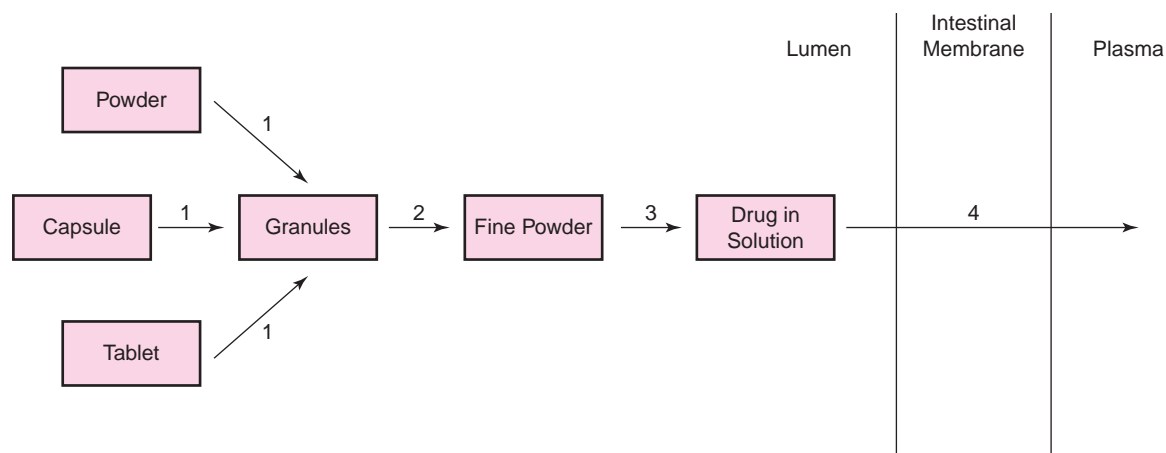 Lumen
Intestinal
Membrane
Plasma
Powder
1
Capsule
1
Granules
2
Fine Powder
3
Drug in
Solution
4
Tablet
1